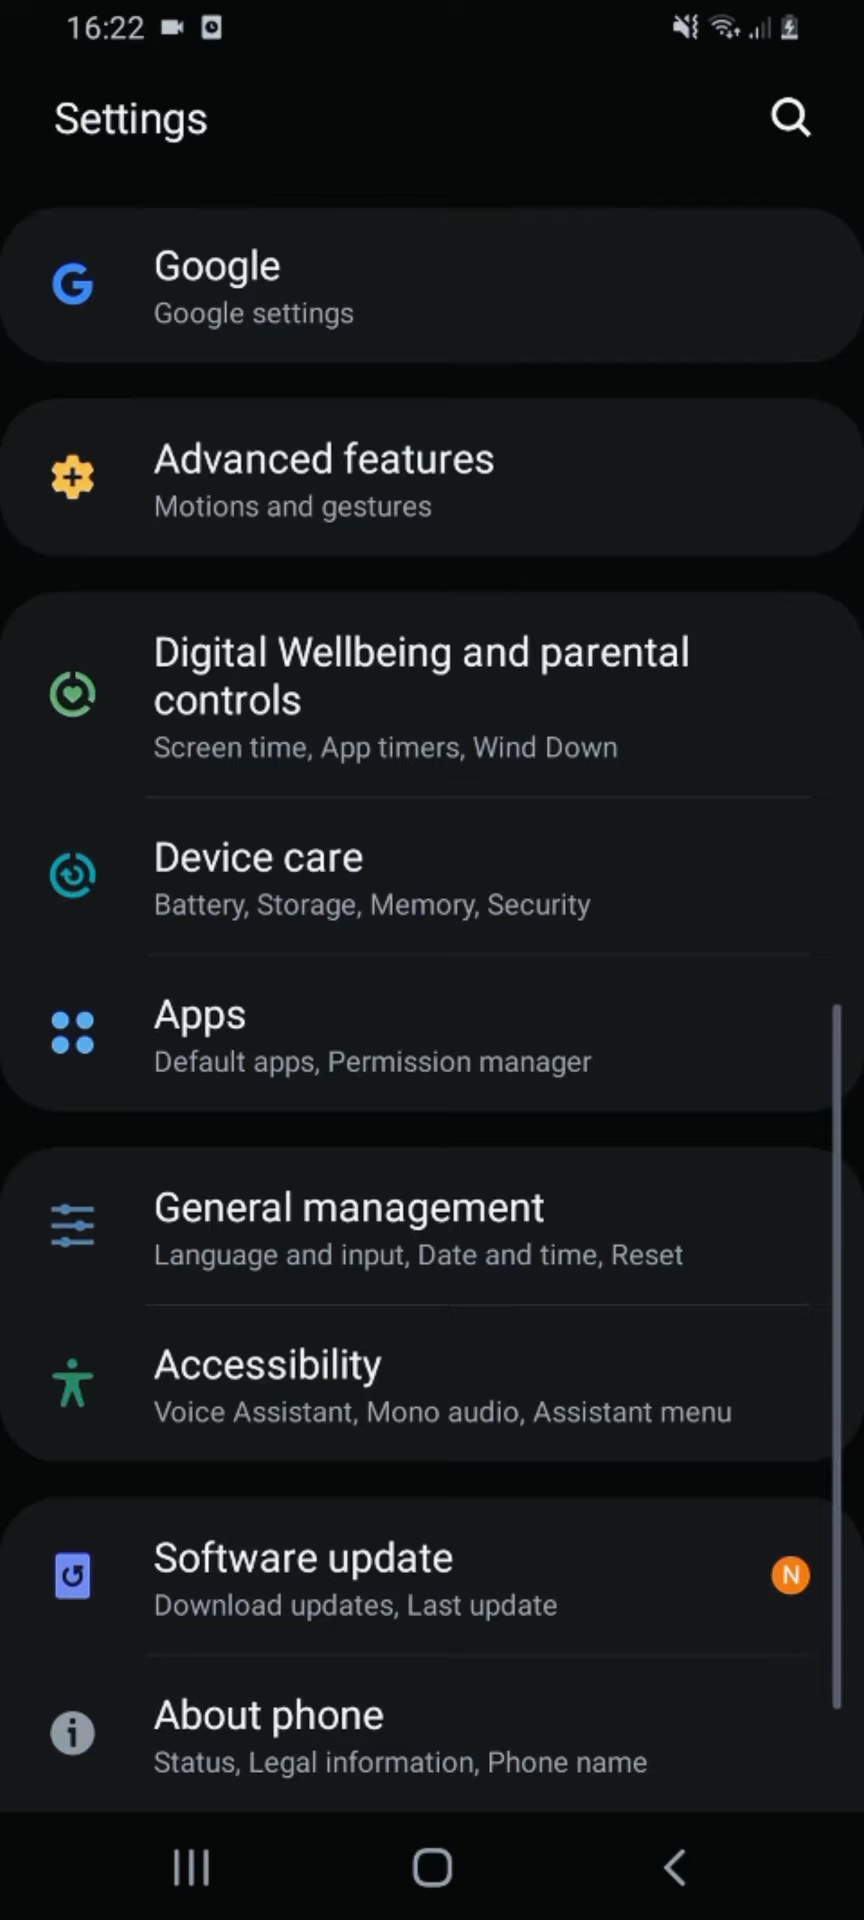 16:22
Settings
Google
Google settings
Advanced features
Motions and gestures
Digital Wellbeing and parental
controls
Screen time, App timers, Wind Down
Device care
Battery, Storage, Memory, Security
Apps
Default apps, Permission manager
General management
Language and input, Date and time, Reset
Accessibility
Voice Assistant, Mono audio, Assistant menu
Software update
N
Download updates, Last update
About phone
Status, Legal information, Phone name